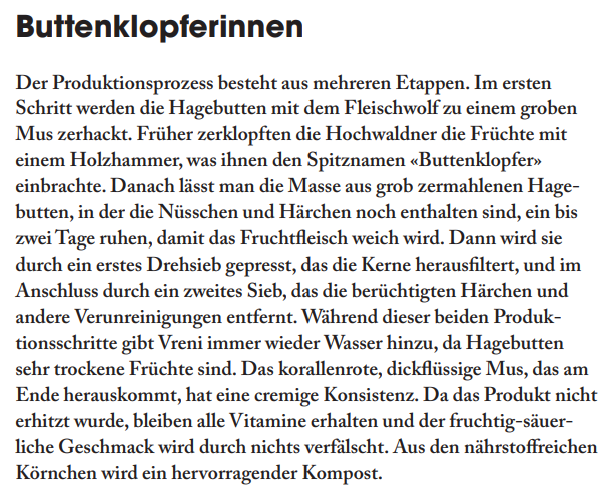 Buttenklopferinnen
Der Produktionsprozess besteht aus mehreren Etappen. Im ersten
Schritt werden die Hagebutten mit dem Fleischwolf zu einem groben
Mus zerhackt. Früher zerklopften die Hochwaldner die Früchte mit
einem Holzhammer, was ihnen den Spitznamen «Buttenklopfer»
einbrachte. Danach lässt man die Masse aus grob zermahlenen Hage-
butten, in der die Nüsschen und Härchen noch enthalten sind, ein bis
zwei Tage ruhen, damit das Fruchtfleisch weich wird. Dann wird sie
durch ein erstes Drehsieb gepresst, das die Kerne herausfiltert, und im
Anschluss durch ein zweites Sieb, das die berüchtigten Härchen und
andere Verunreinigungen entfernt. Während dieser beiden Produk-
tionsschritte gibt Vreni immer wieder Wasser hinzu, da Hagebutten
sehr trockene Früchte sind. Das korallenrote, dickflüssige Mus, das am
Ende herauskommt, hat eine cremige Konsistenz. Da das Produkt nicht
erhitzt wurde, bleiben alle Vitamine erhalten und der fruchtig-säuer-
liche Geschmack wird durch nichts verfälscht. Aus den nährstoffreichen
Körnchen wird ein hervorragender Kompost.